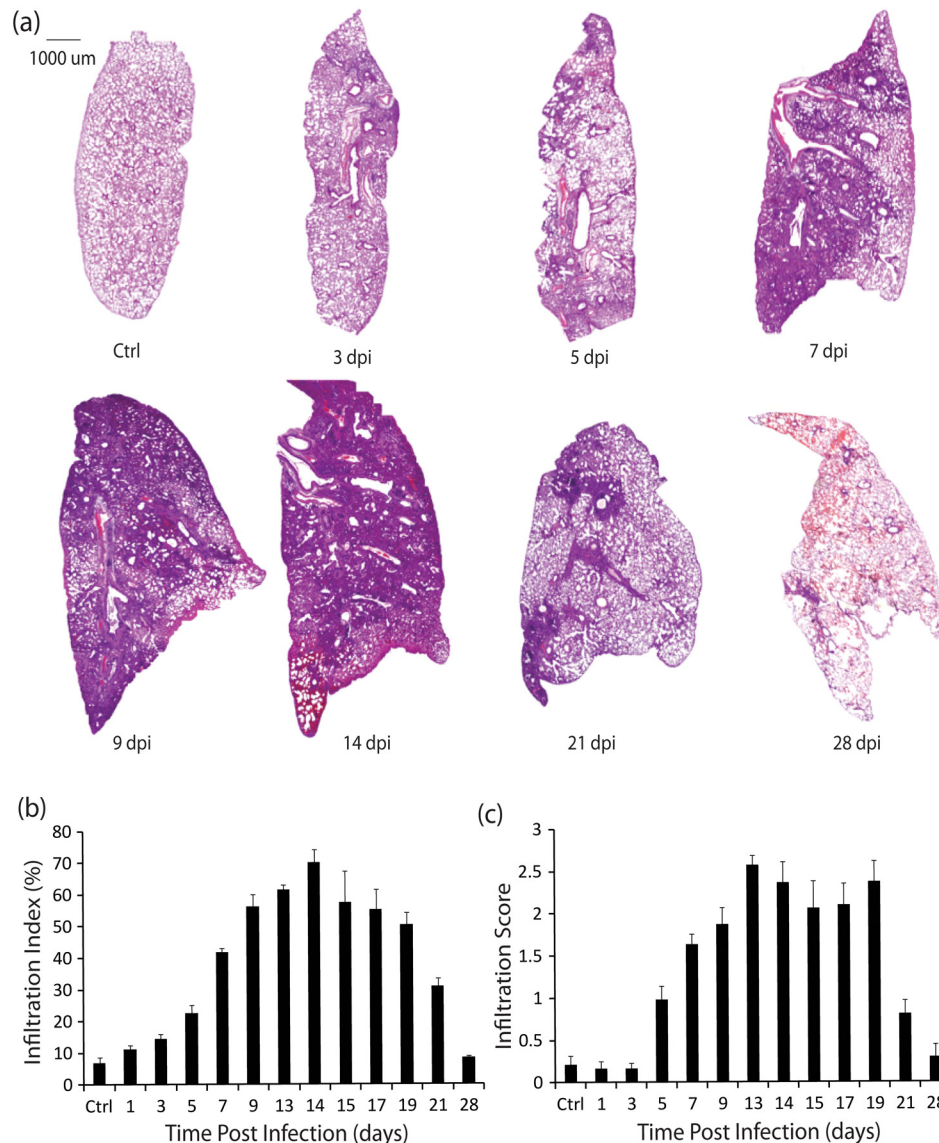 (a)
1000 um
Ctrl
3 dpi
5 dpi
7 dpi
9 dpi
14 dpi
21 dpi
28 dpi
(b)
80
70
60
50
40
30
20
10
0
Infiltration Index (%)
Ctrl 1 3 5 7 9 13 14 15 17 19 21 28
Time Post Infection (days)
(c)
3
2.5
2
1.5
1
0.5
0
Infiltration Score
Ctrl 1 3 5 7 9 13 14 15 17 19 21 28
Time Post Infection (days)